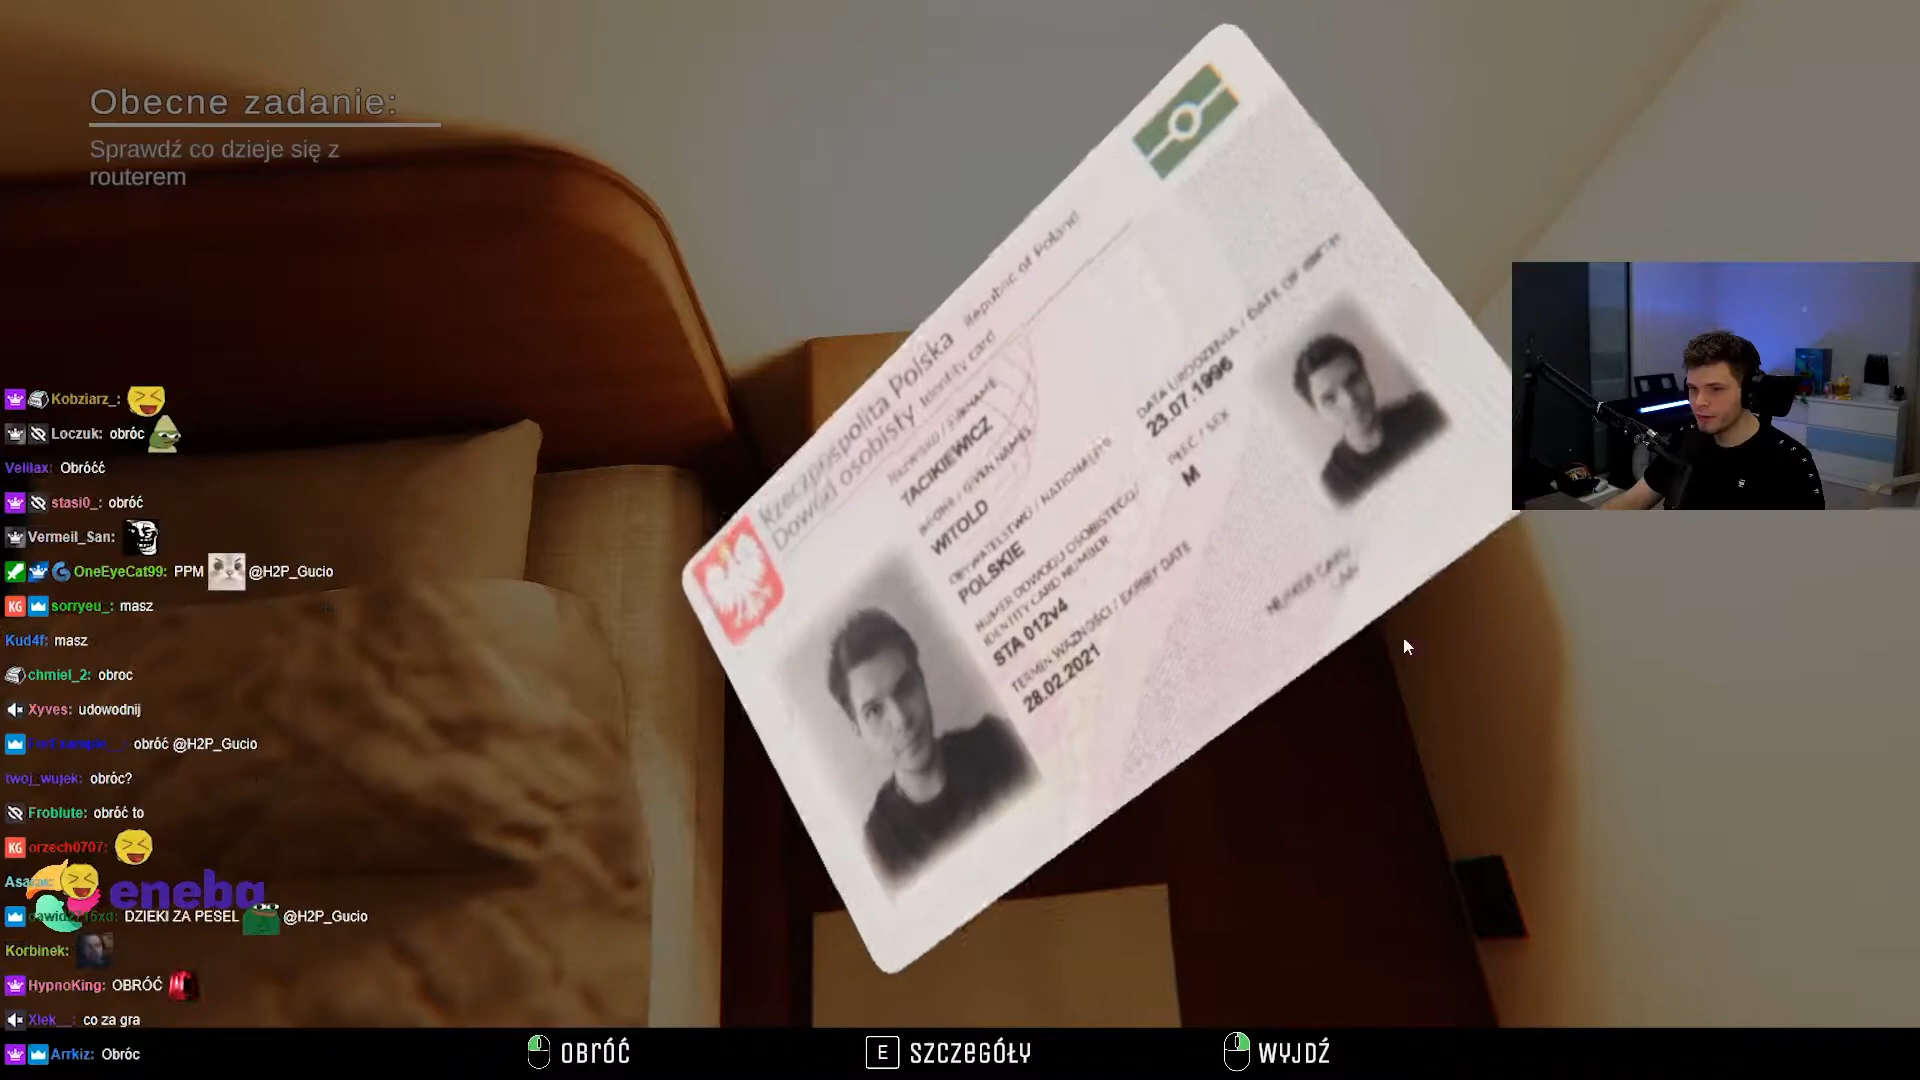 Obecne zadanie:
Sprawdź co dzieje się z
routerem
Rzeczpospolita Polska Republic of Poland
Dowód osobisty Identity card
NAZWISKO / SURNAME
TACIKIEWICZ
IMIONA / GIVEN NAMES
WITOLD
OBYWATELSTWO / NATIONALITY
POLSKIE
DATA URODZENIA / DATE OF BIRTH
23.07.1996
PŁEĆ / SEX
M
NUMER DOWODU OSOBISTEGO/
IDENTITY CARD NUMBER
STA 012v4
TERMIN WAŻNOŚCI / EXPIRY DATE
28.02.2021
Kobziarz_:
Loczuk: obróć
Velilax: Obróćć
stasi0_: obróć
Vermeil_San:
OneEyeCat99: PPM @H2P_Gucio
sorryeu_: masz
Kud4f: masz
chmiel_2: obroc
Xyves: udowodnij
obróć @H2P_Gucio
twoj_wujek: obróc?
Froblute: obróć to
orzech0707:
eneba
DZIEKI ZA PESEL @H2P_Gucio
Korbinek:
HypnoKing: OBRÓĆ
Xlek__: co za gra
Arrkiz: Obróc
OBRÓĆ
E SZCZEGÓŁY
WYJDŹ